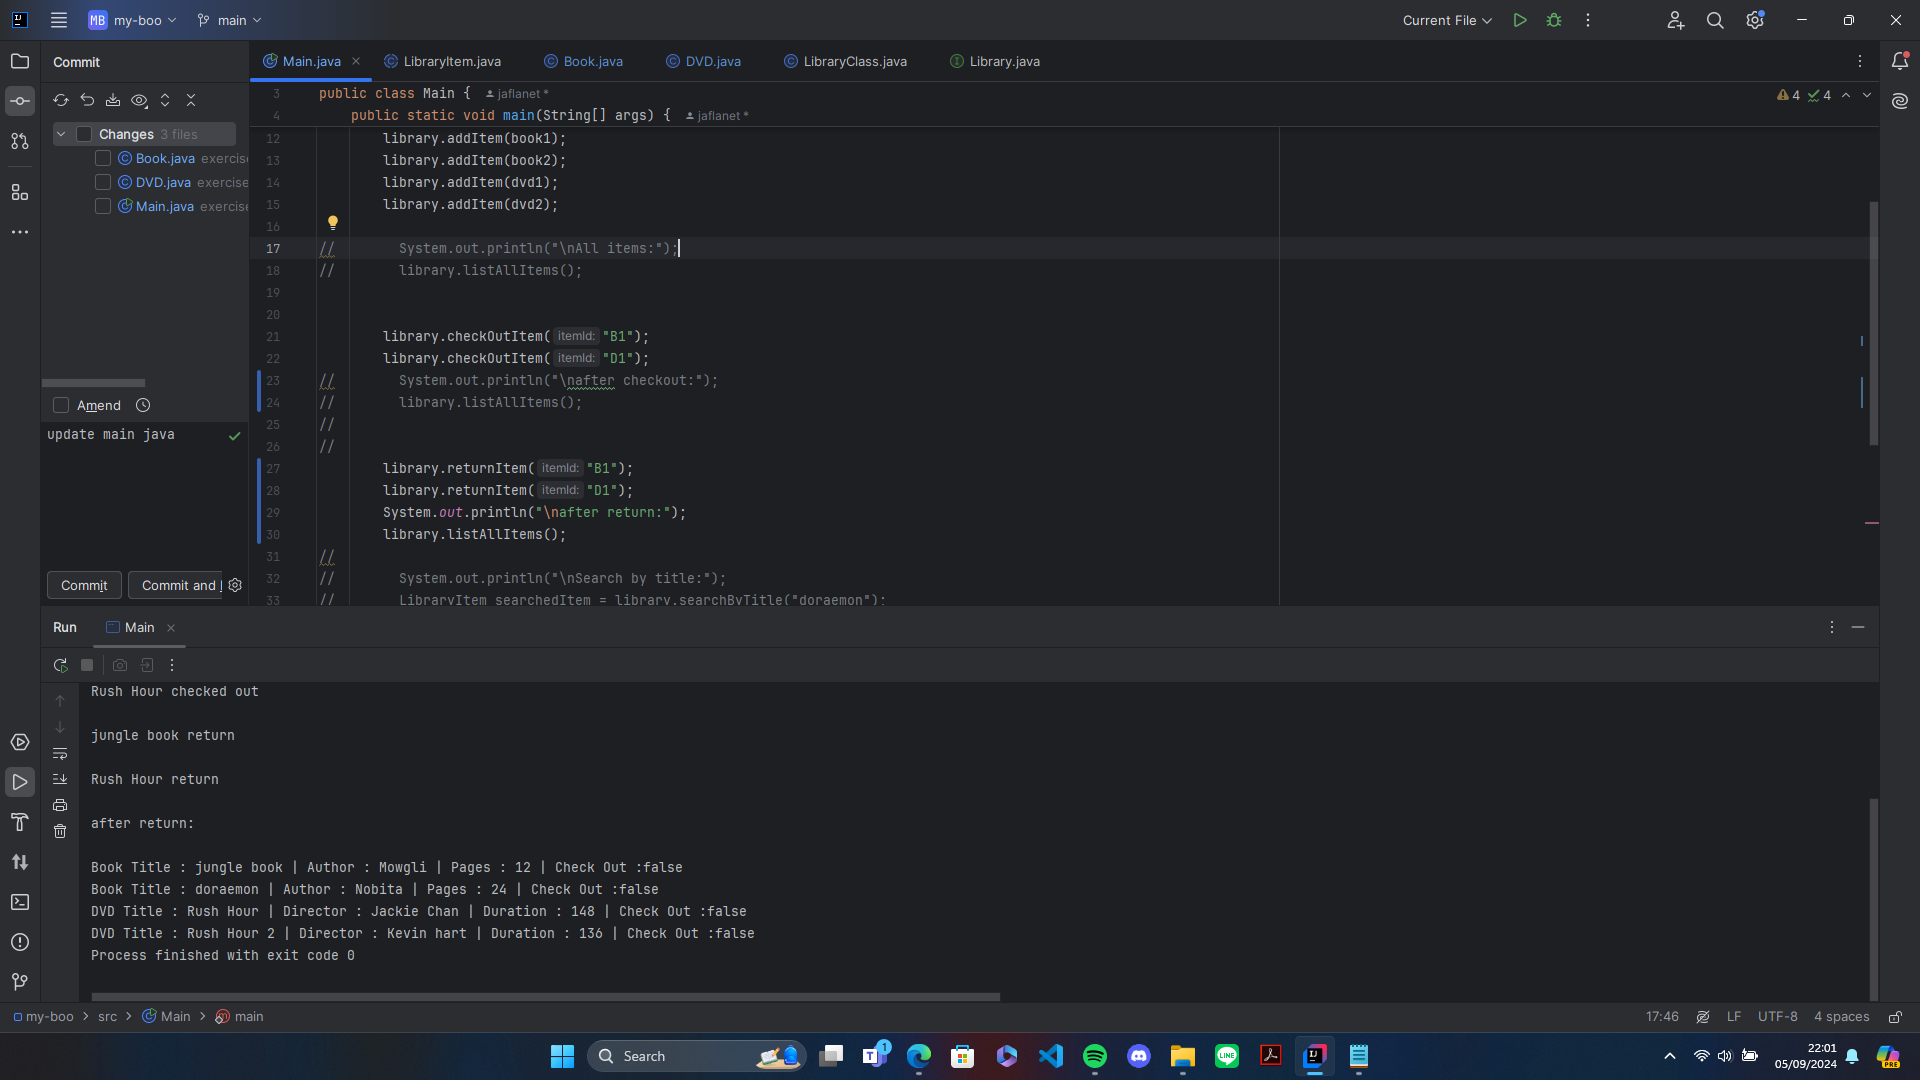 MB my-boo main Current File
Commit
Main.java LibraryItem.java Book.java DVD.java LibraryClass.java Library.java
Changes 3 files
Book.java exercise
DVD.java exercise
Main.java exercise
Amend
update main java
Commit Commit and
3 public class Main { jaflanet *
4 public static void main(String[] args) { jaflanet *
4 4
12 library.addItem(book1);
13 library.addItem(book2);
14 library.addItem(dvd1);
15 library.addItem(dvd2);
16
17 // System.out.println("\nAll items:");
18 // library.listAllItems();
19
20
21 library.checkOutItem( itemId: "B1");
22 library.checkOutItem( itemId: "D1");
23 // System.out.println("\nafter checkout:");
24 // library.listAllItems();
25 //
26 //
27 library.returnItem( itemId: "B1");
28 library.returnItem( itemId: "D1");
29 System.out.println("\nafter return:");
30 library.listAllItems();
31 //
32 // System.out.println("\nSearch by title:");
33 // LibraryItem searchedItem = library.searchByTitle("doraemon");
Run Main
Rush Hour checked out
jungle book return
Rush Hour return
after return:
Book Title : jungle book | Author : Mowgli | Pages : 12 | Check Out :false
Book Title : doraemon | Author : Nobita | Pages : 24 | Check Out :false
DVD Title : Rush Hour | Director : Jackie Chan | Duration : 148 | Check Out :false
DVD Title : Rush Hour 2 | Director : Kevin hart | Duration : 136 | Check Out :false
Process finished with exit code 0
my-boo > src > Main > main 17:46 LF UTF-8 4 spaces
Search 1 LINE 22:01
05/09/2024 PRE